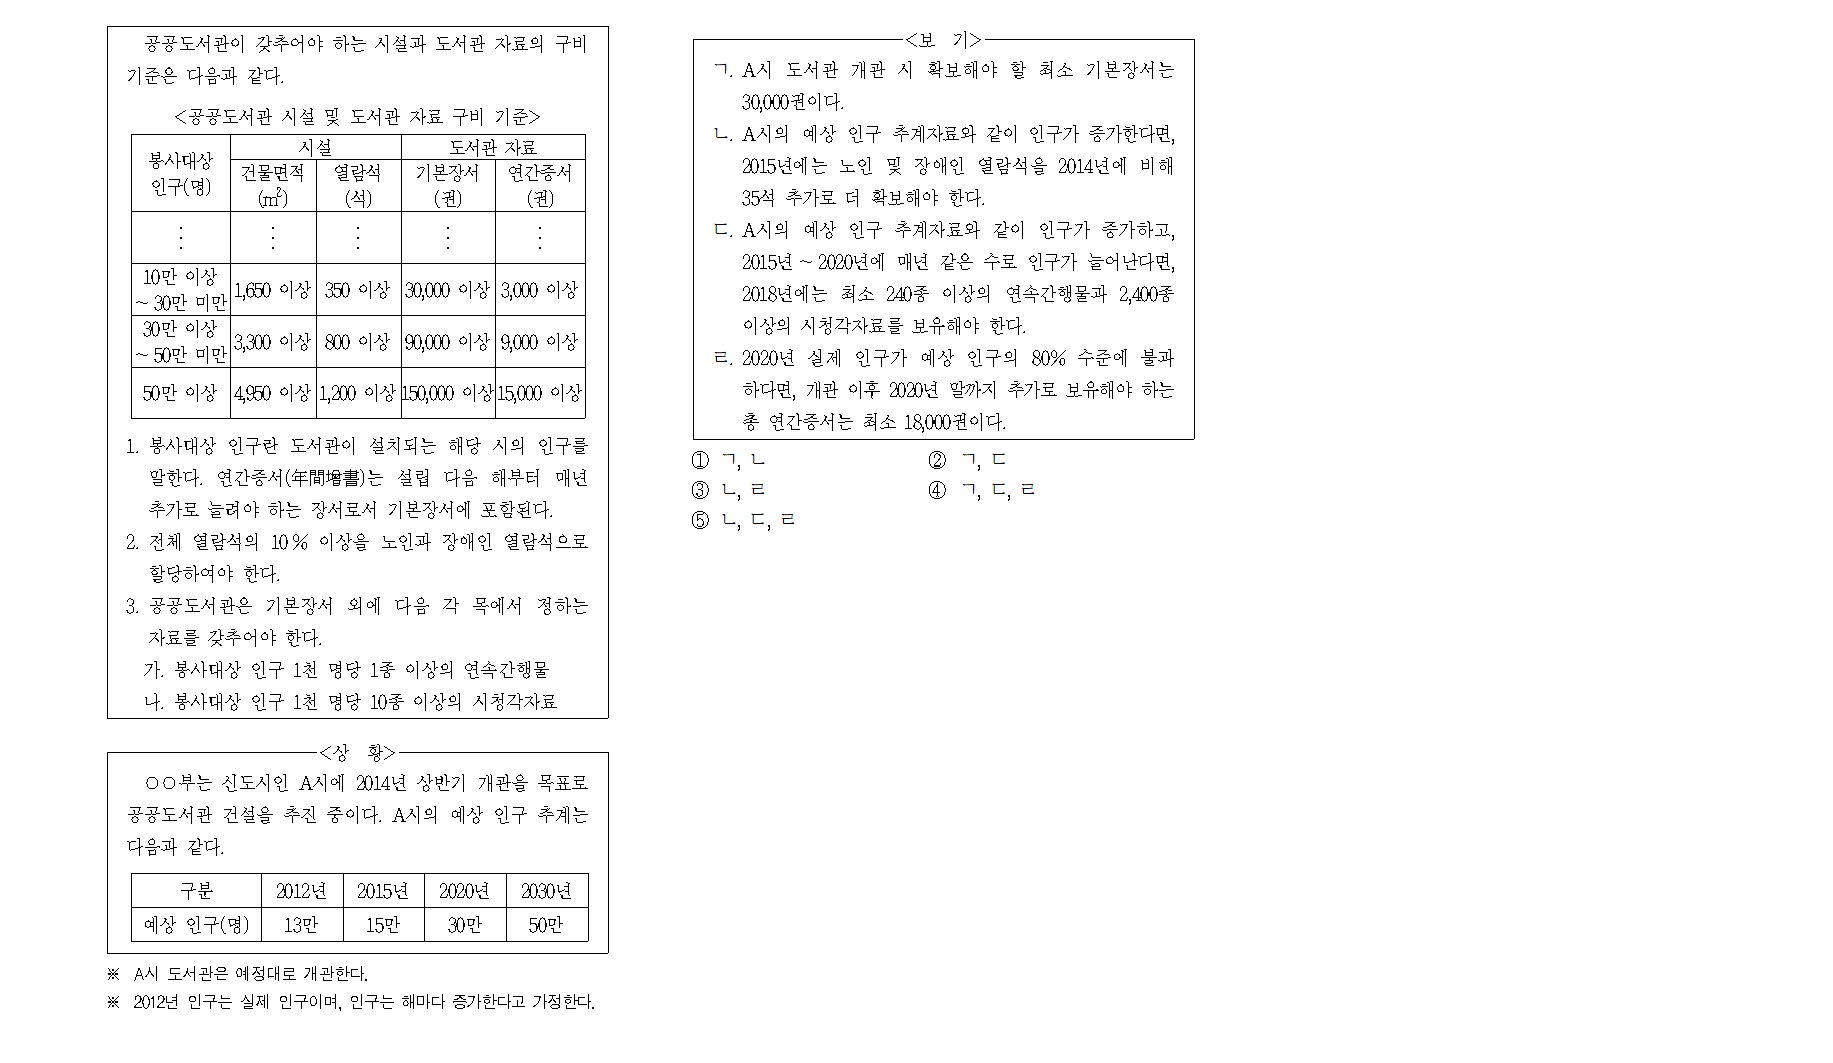 공공도서관이 갖추어야 하는 시설과 도서관 자료의 구비
기준은 다음과 같다.
<공공도서관 시설 및 도서관 자료 구비 기준>
봉사대상 인구(명) 시설 도서관 자료
건물면적(㎡) 열람석(석) 기본장서(권) 연간증서(권)
⋮ ⋮ ⋮ ⋮ ⋮
10만 이상 ~ 30만 미만 1,650 이상 350 이상 30,000 이상 3,000 이상
30만 이상 ~ 50만 미만 3,300 이상 800 이상 90,000 이상 9,000 이상
50만 이상 4,950 이상 1,200 이상 150,000 이상 15,000 이상
1. 봉사대상 인구란 도서관이 설치되는 해당 시의 인구를
말한다. 연간증서(年間增書)는 설립 다음 해부터 매년
추가로 늘려야 하는 장서로서 기본장서에 포함된다.
2. 전체 열람석의 10% 이상을 노인과 장애인 열람석으로
할당하여야 한다.
3. 공공도서관은 기본장서 외에 다음 각 목에서 정하는
자료를 갖추어야 한다.
가. 봉사대상 인구 1천 명당 1종 이상의 연속간행물
나. 봉사대상 인구 1천 명당 10종 이상의 시청각자료
<상 황>
○○부는 신도시인 A시에 2014년 상반기 개관을 목표로
공공도서관 건설을 추진 중이다. A시의 예상 인구 추계는
다음과 같다.
구분 2012년 2015년 2020년 2030년
예상 인구(명) 13만 15만 30만 50만
※ A시 도서관은 예정대로 개관한다.
※ 2012년 인구는 실제 인구이며, 인구는 해마다 증가한다고 가정한다.
<보 기>
ㄱ. A시 도서관 개관 시 확보해야 할 최소 기본장서는
30,000권이다.
ㄴ. A시의 예상 인구 추계자료와 같이 인구가 증가한다면,
2015년에는 노인 및 장애인 열람석을 2014년에 비해
35석 추가로 더 확보해야 한다.
ㄷ. A시의 예상 인구 추계자료와 같이 인구가 증가하고,
2015년 ~ 2020년에 매년 같은 수로 인구가 늘어난다면,
2018년에는 최소 240종 이상의 연속간행물과 2,400종
이상의 시청각자료를 보유해야 한다.
ㄹ. 2020년 실제 인구가 예상 인구의 80% 수준에 불과
하다면, 개관 이후 2020년 말까지 추가로 보유해야 하는
총 연간증서는 최소 18,000권이다.
① ㄱ, ㄴ ② ㄱ, ㄷ
③ ㄴ, ㄹ ④ ㄱ, ㄷ, ㄹ
⑤ ㄴ, ㄷ, ㄹ